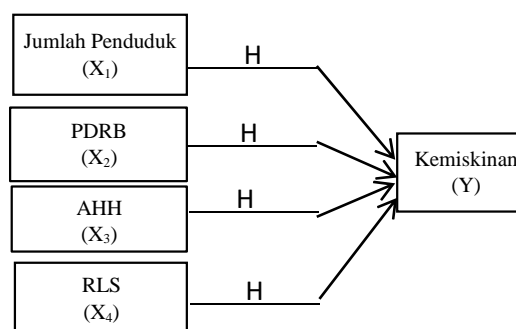 Jumlah Penduduk
(X₁)
H
PDRB
(X₂)
H
AHH
(X₃)
H
RLS
(X₄)
H
Kemiskinan
(Y)